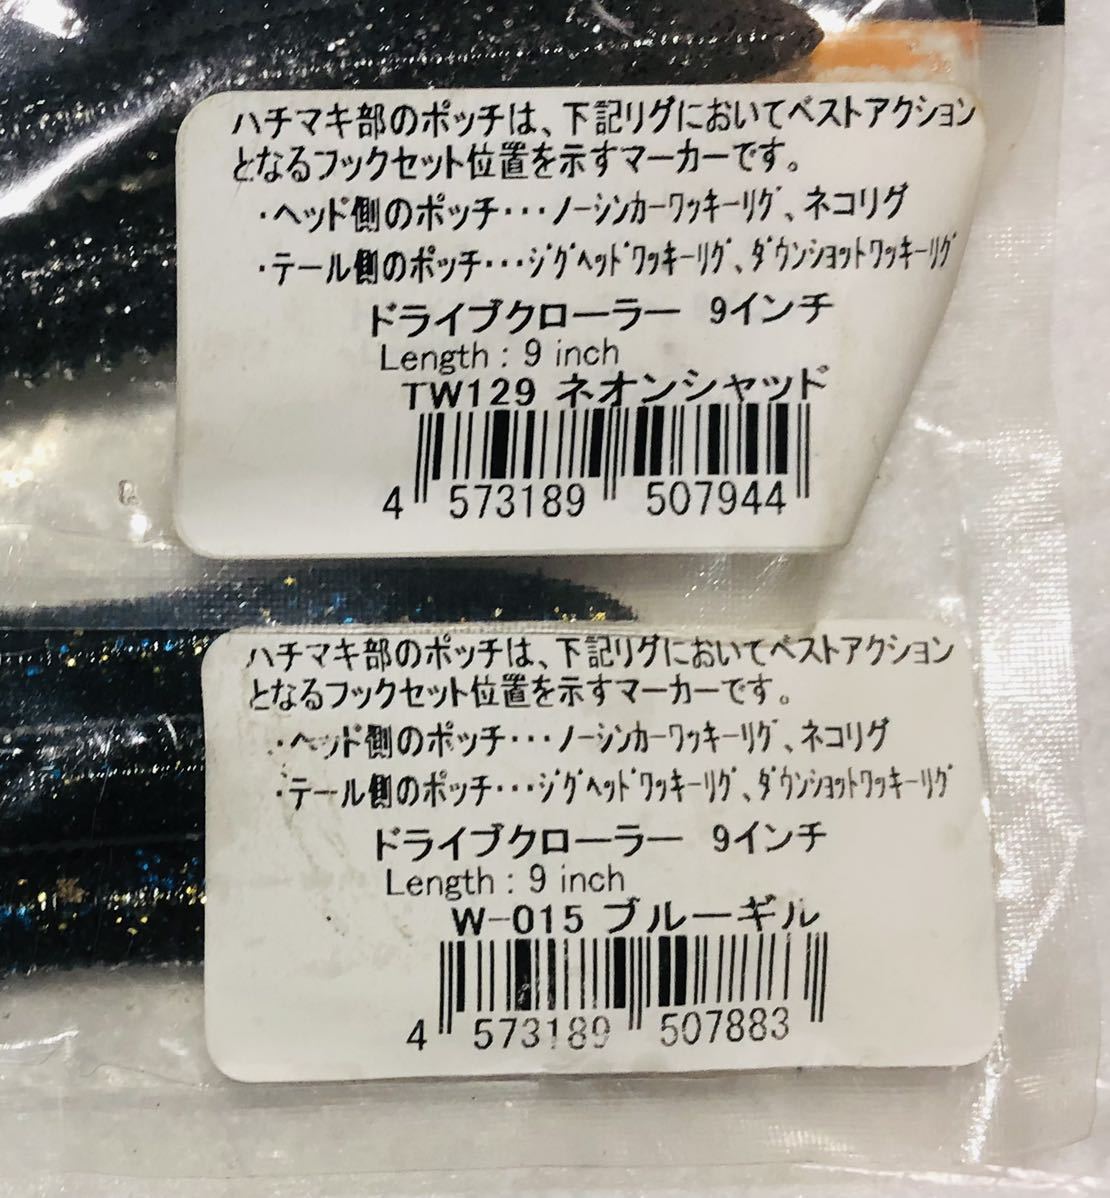 ハチマキ部のポッチは、下記リグにおいてベストアクション
となるフックセット位置を示すマーカーです。
・ヘッド側のポッチ・・・ノーシンカーワッキーリグ、ネコリグ
・テール側のポッチ・・・ジグヘッドワッキーリグ、ダウンショットワッキーリグ
ドライブクローラー 9インチ
Length : 9 inch
TW129 ネオンシャッド
4 573189 507944
ハチマキ部のポッチは、下記リグにおいてベストアクション
となるフックセット位置を示すマーカーです。
・ヘッド側のポッチ・・・ノーシンカーワッキーリグ、ネコリグ
・テール側のポッチ・・・ジグヘッドワッキーリグ、ダウンショットワッキーリグ
ドライブクローラー 9インチ
Length : 9 inch
W-015 ブルーギル
4 573189 507883